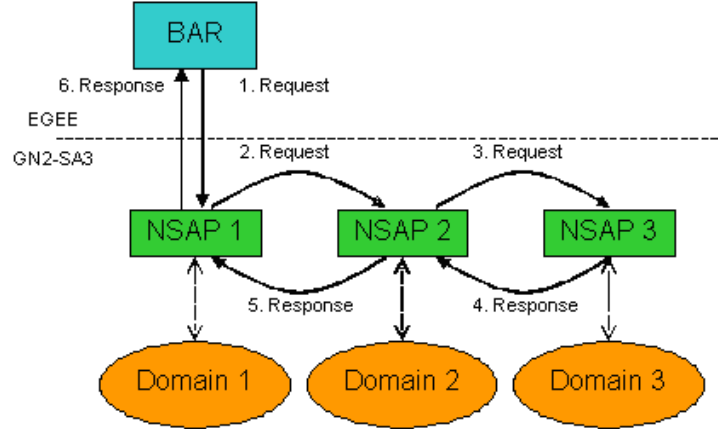 BAR
6. Response
1. Request
EGEE
GN2-SA3
2. Request
3. Request
NSAP 1
NSAP 2
NSAP 3
5. Response
4. Response
Domain 1
Domain 2
Domain 3